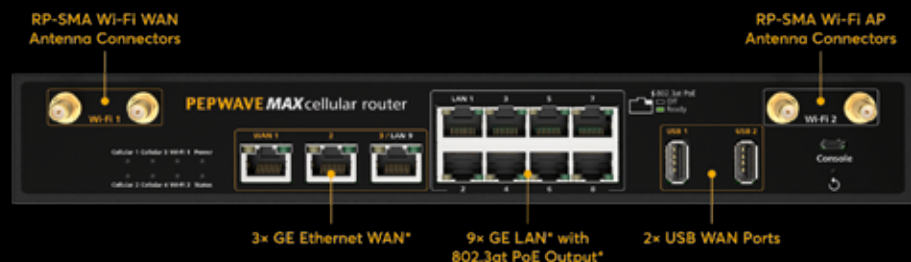 RP-SMA Wi-Fi WAN
Antenna Connectors
RP-SMA Wi-Fi AP
Antenna Connectors
Wi-Fi 1
PEPWAVE MAX cellular router
LAN 1 3 5 7
802.3at PoE
Off
Ready
Wi-Fi 2
WAN 1 2 3 / LAN 9
USB 1 USB 2
Console
Cellular 1 Cellular 3 Wi-Fi 1 Power
Cellular 2 Cellular 4 Wi-Fi 2 Status
2 4 6 8
3x GE Ethernet WAN*
9x GE LAN* with
802.3at PoE Output*
2x USB WAN Ports